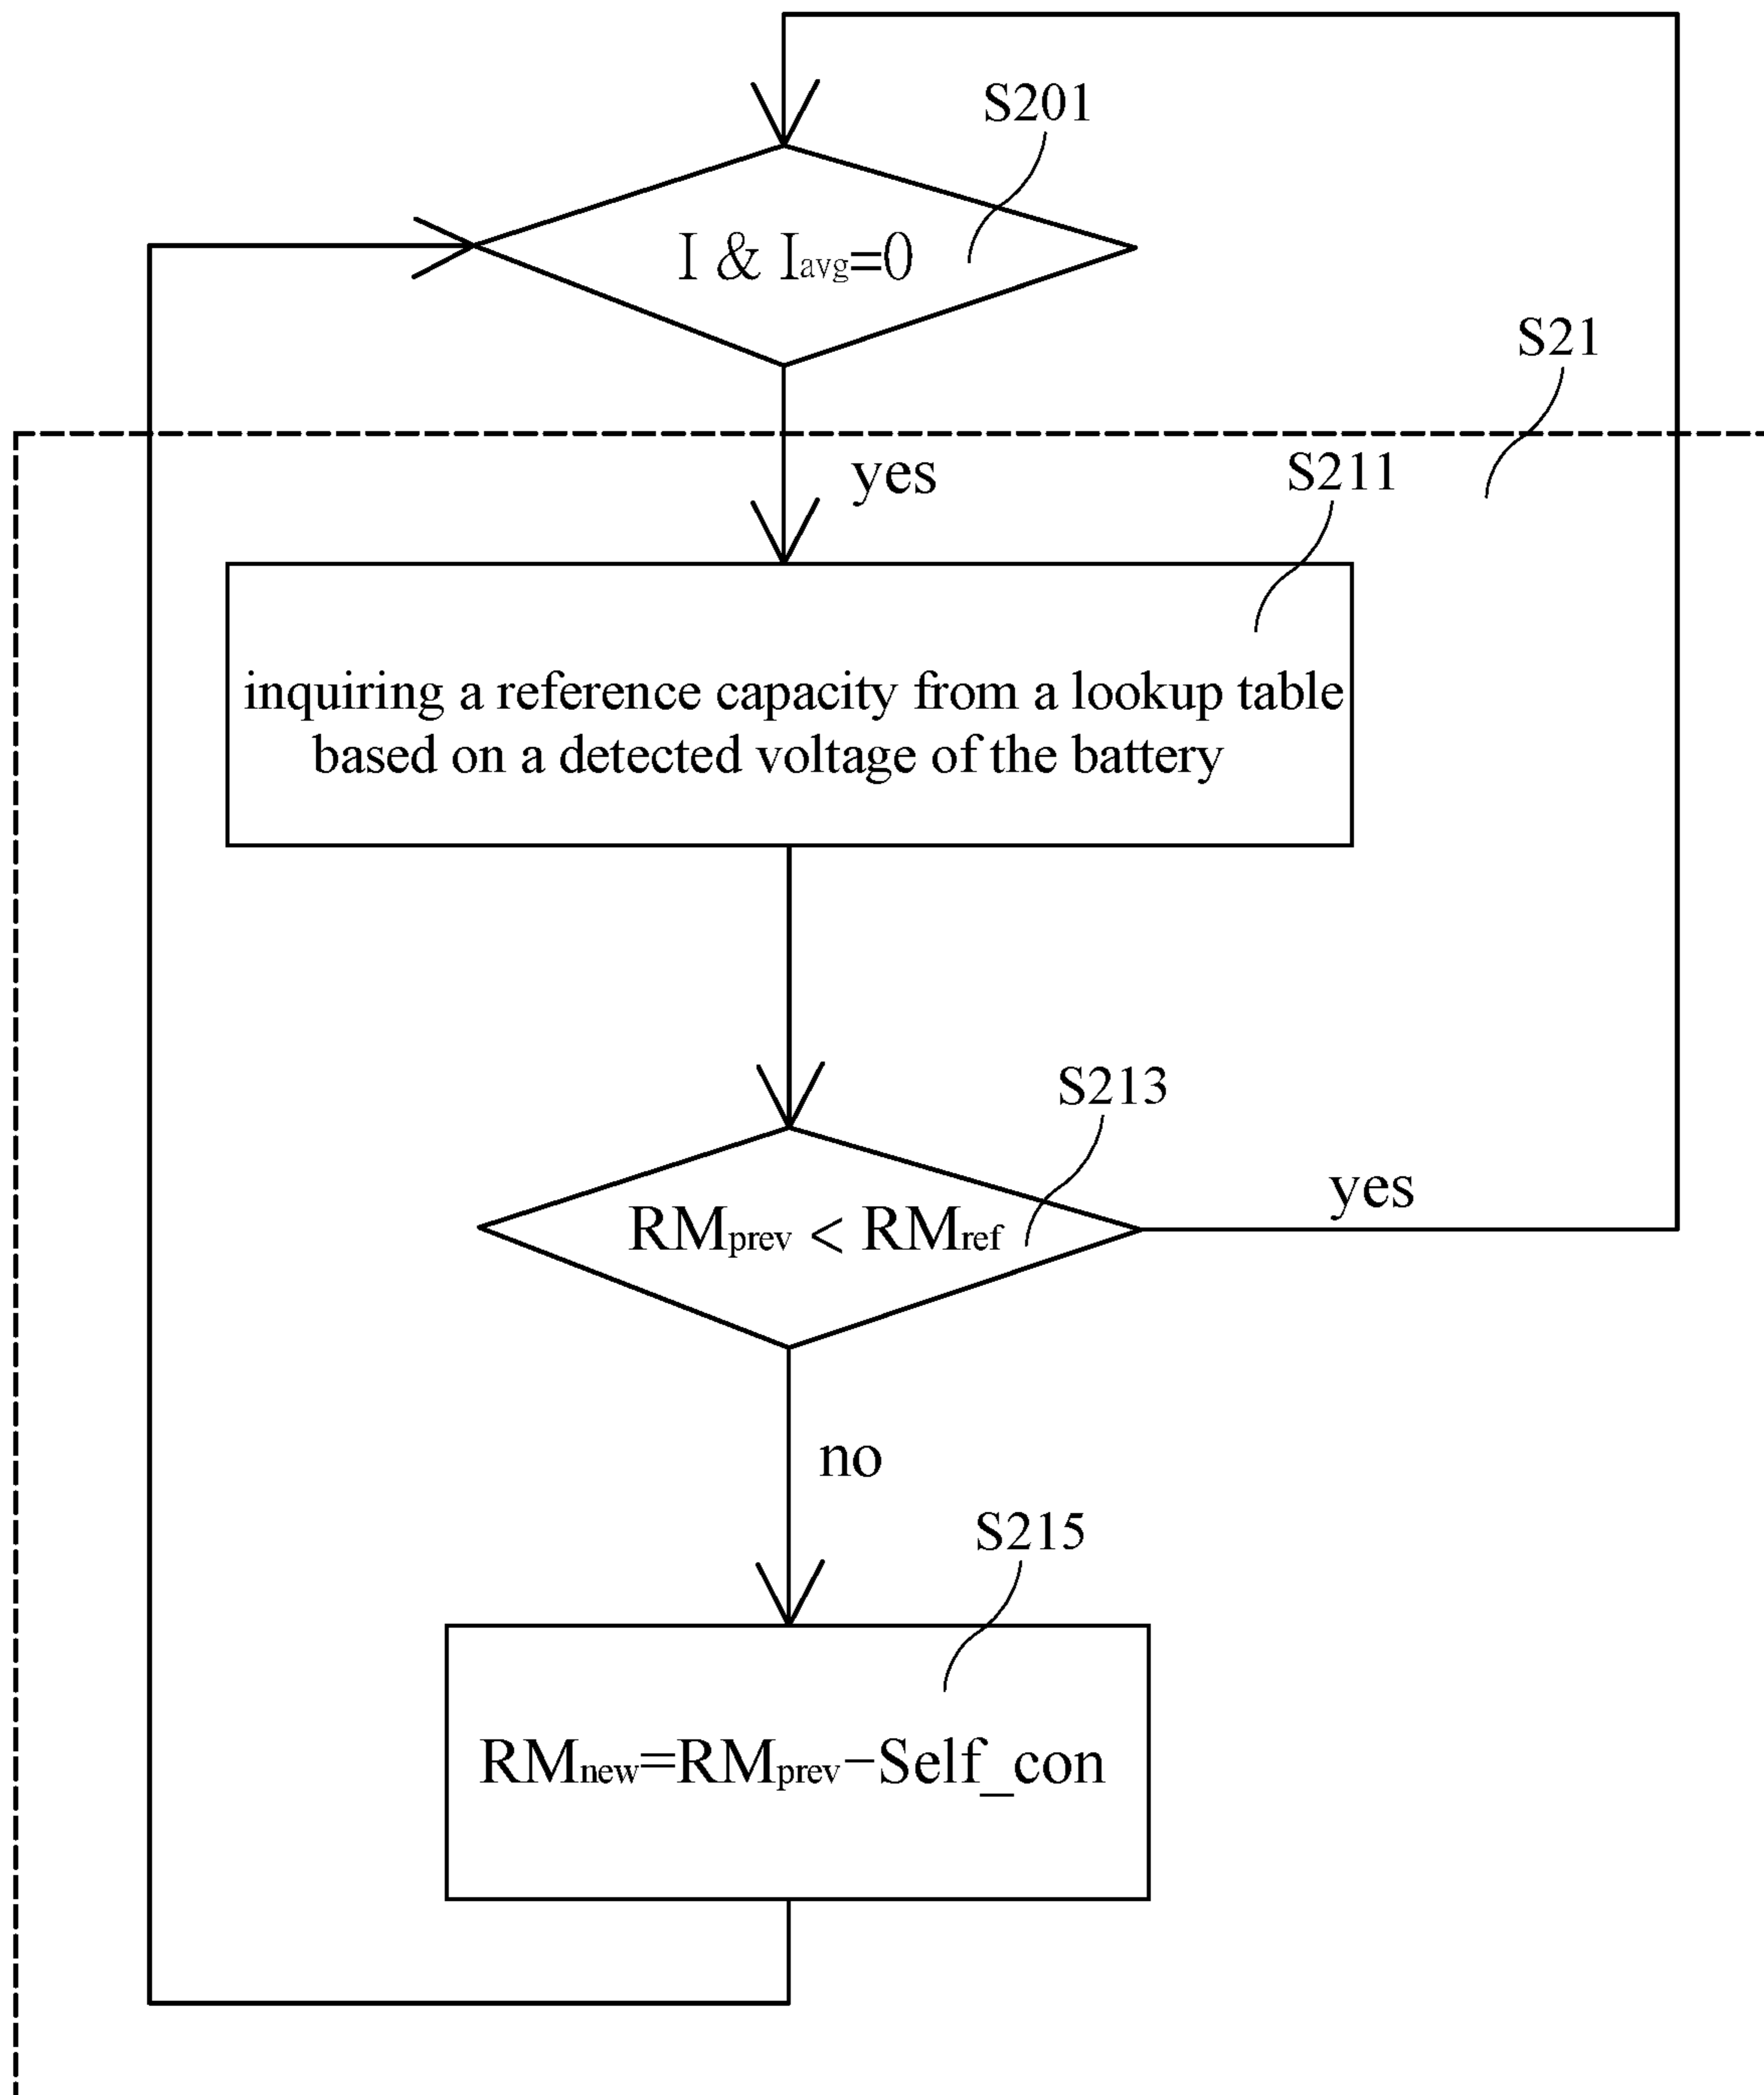 S201
I & Iavg=0
S21
yes
S211
inquiring a reference capacity from a lookup table
based on a detected voltage of the battery
S213
RMprev < RMref
yes
no
S215
RMnew=RMprev−Self_con